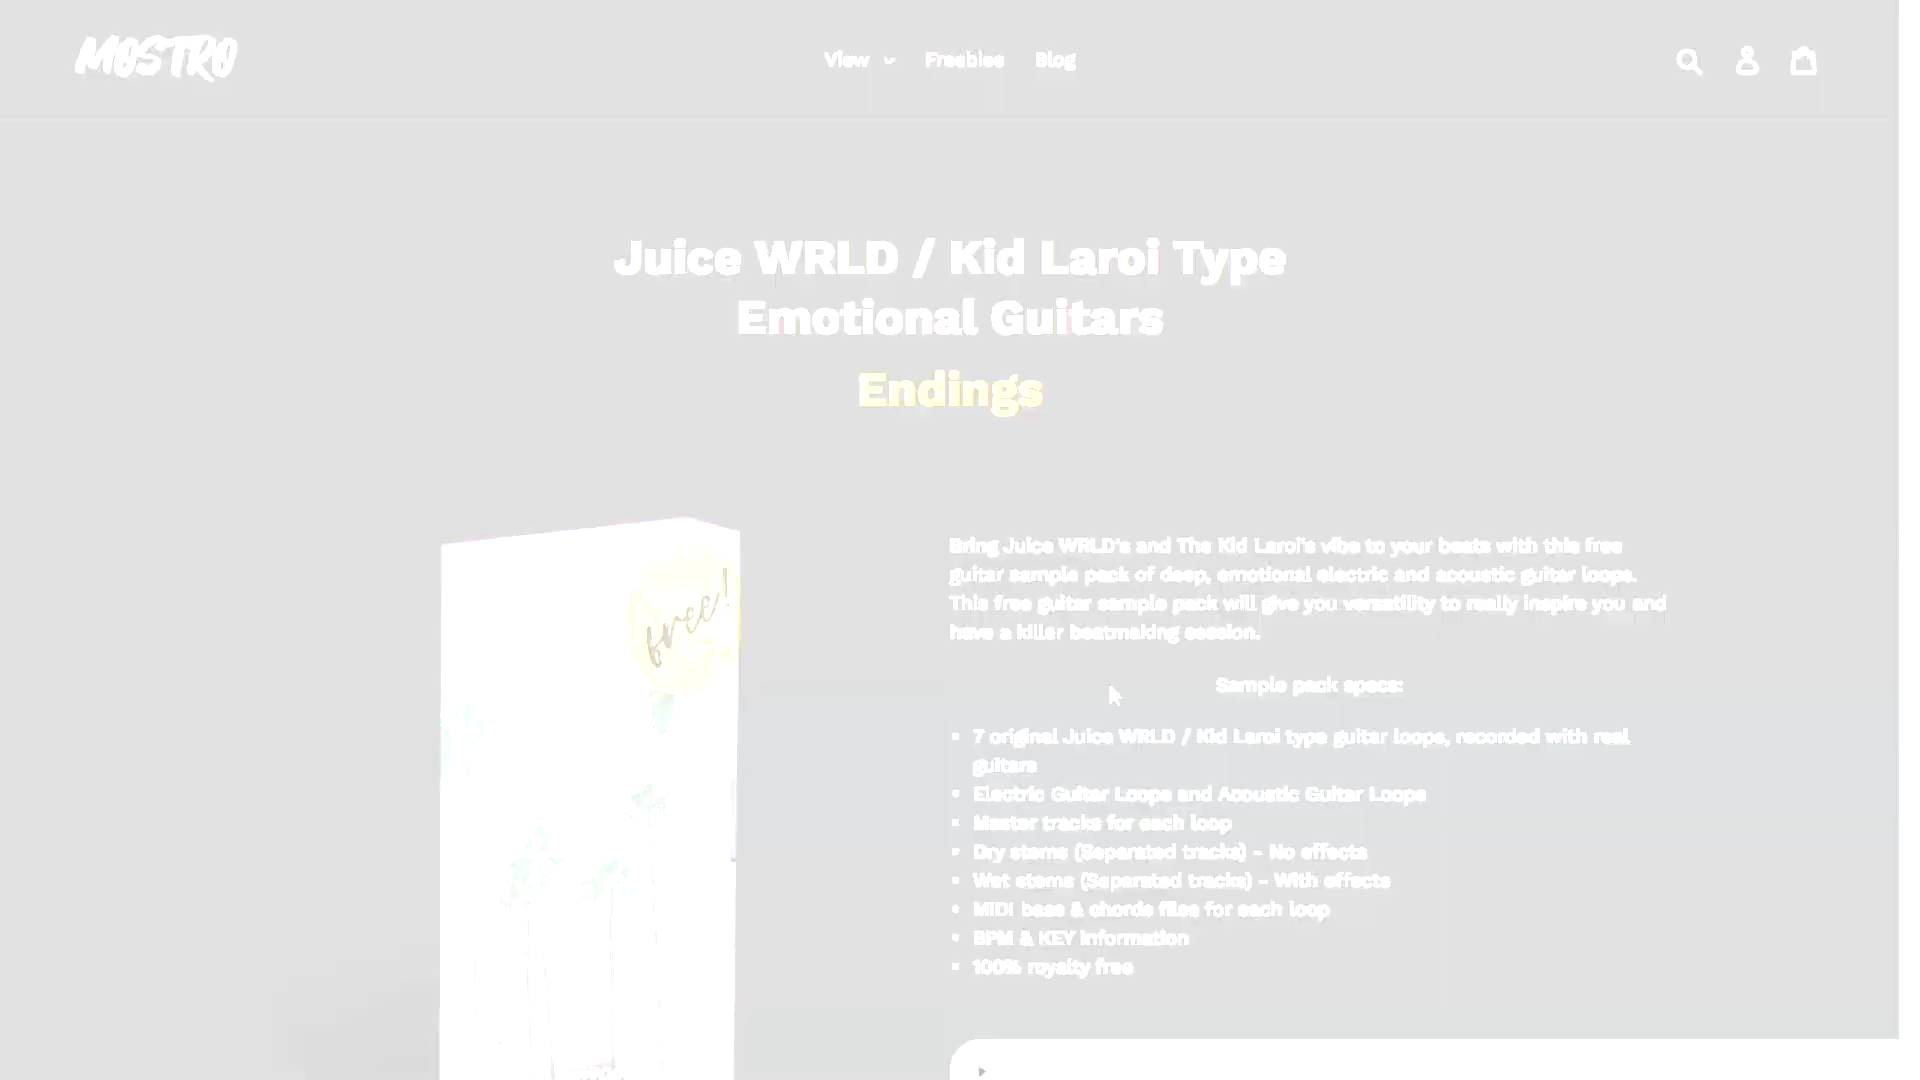 MOSTRO
View Freebies Blog
Juice WRLD / Kid Laroi Type
Emotional Guitars
Endings
free!
Bring Juice WRLD's and The Kid Laroi's vibe to your beats with this free
guitar sample pack of deep, emotional electric and acoustic guitar loops.
This free guitar sample pack will give you versatility to really inspire you and
have a killer beatmaking session.
Sample pack specs:
7 original Juice WRLD / Kid Laroi type guitar loops, recorded with real
guitars
Electric Guitar Loops and Acoustic Guitar Loops
Master tracks for each loop
Dry stems (Separated tracks) - No effects
Wet stems (Separated tracks) - With effects
MIDI bass & chords files for each loop
BPM & KEY information
100% royalty free